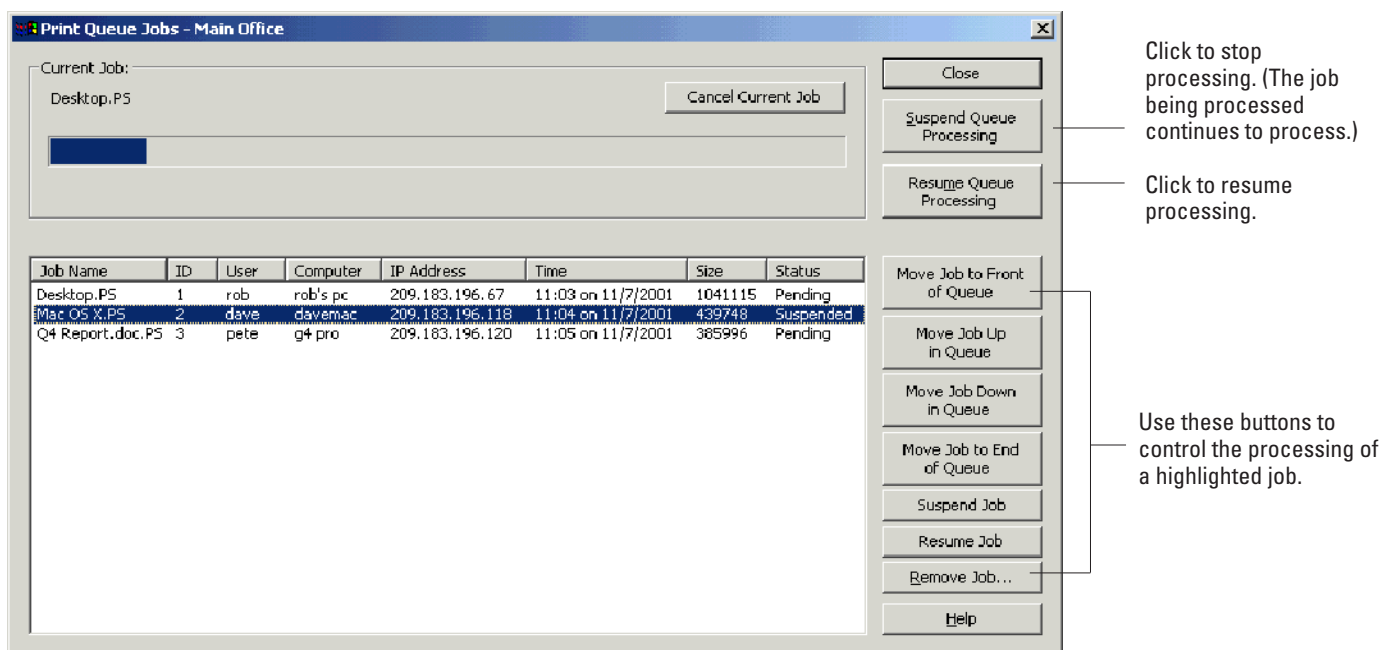 Print Queue Jobs - Main Office
Current Job:
Desktop.PS
Cancel Current Job
Close
Suspend Queue
Processing
Resume Queue
Processing
Click to stop
processing. (The job
being processed
continues to process.)
Click to resume
processing.
Job Name ID User Computer IP Address Time Size Status
Desktop.PS 1 rob rob's pc 209.183.196.67 11:03 on 11/7/2001 1041115 Pending
Mac OS X.PS 2 dave davemac 209.183.196.118 11:04 on 11/7/2001 439748 Suspended
Q4 Report.doc.PS 3 pete g4 pro 209.183.196.120 11:05 on 11/7/2001 385996 Pending
Move Job to Front
of Queue
Move Job Up
in Queue
Move Job Down
in Queue
Move Job to End
of Queue
Suspend Job
Resume Job
Remove Job...
Help
Use these buttons to
control the processing of
a highlighted job.